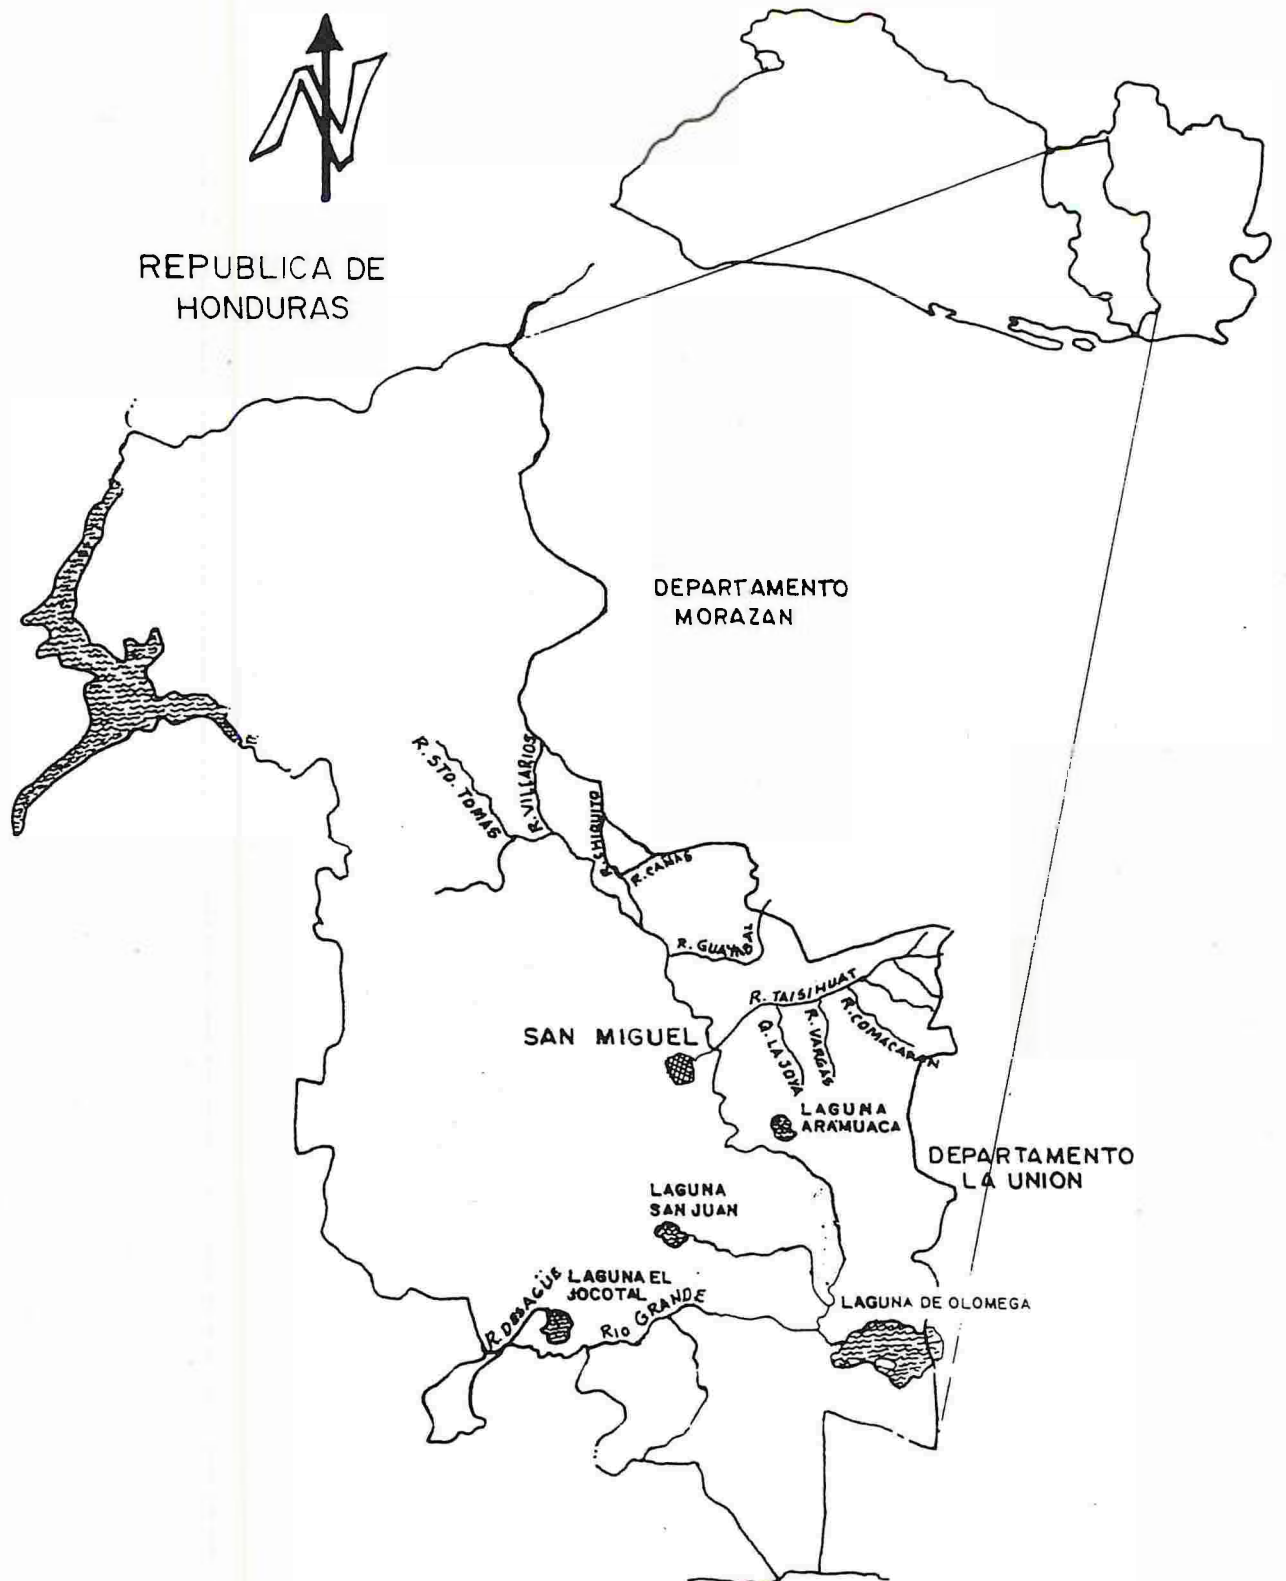 N
REPUBLICA DE
HONDURAS
DEPARTAMENTO
MORAZAN
R. STO. TOMAS
R. VILLARIOS
R. CHIQUITO
R. CAÑAS
R. GUAYABAL
R. TAISIHUAT
Q. LA JOYA
R. VARGAS
R. COMACARAN
SAN MIGUEL
LAGUNA
ARAMUACA
DEPARTAMENTO
LA UNION
LAGUNA
SAN JUAN
R. DESAGÜE
LAGUNA EL
JOCOTAL
RIO GRANDE
LAGUNA DE OLOMEGA